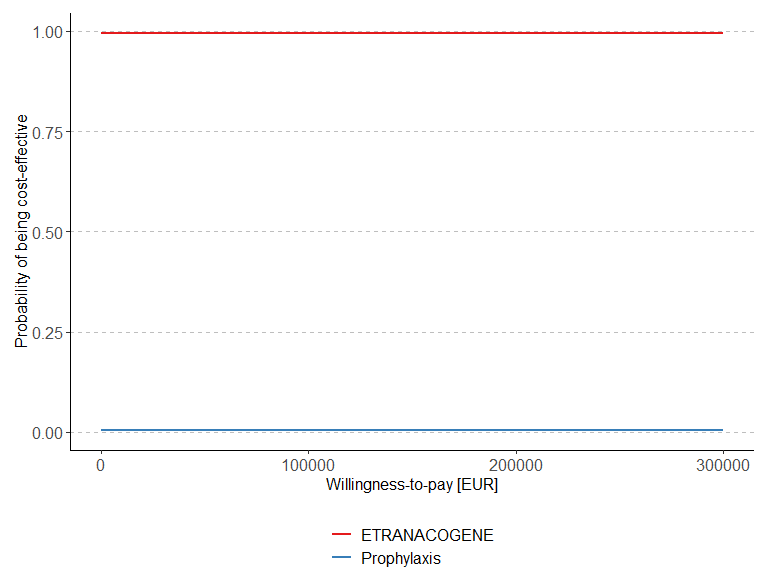 Probability of being cost-effective
1.00
0.75
0.50
0.25
0.00
0 100000 200000 300000
Willingness-to-pay [EUR]
ETRANACOGENE
Prophylaxis